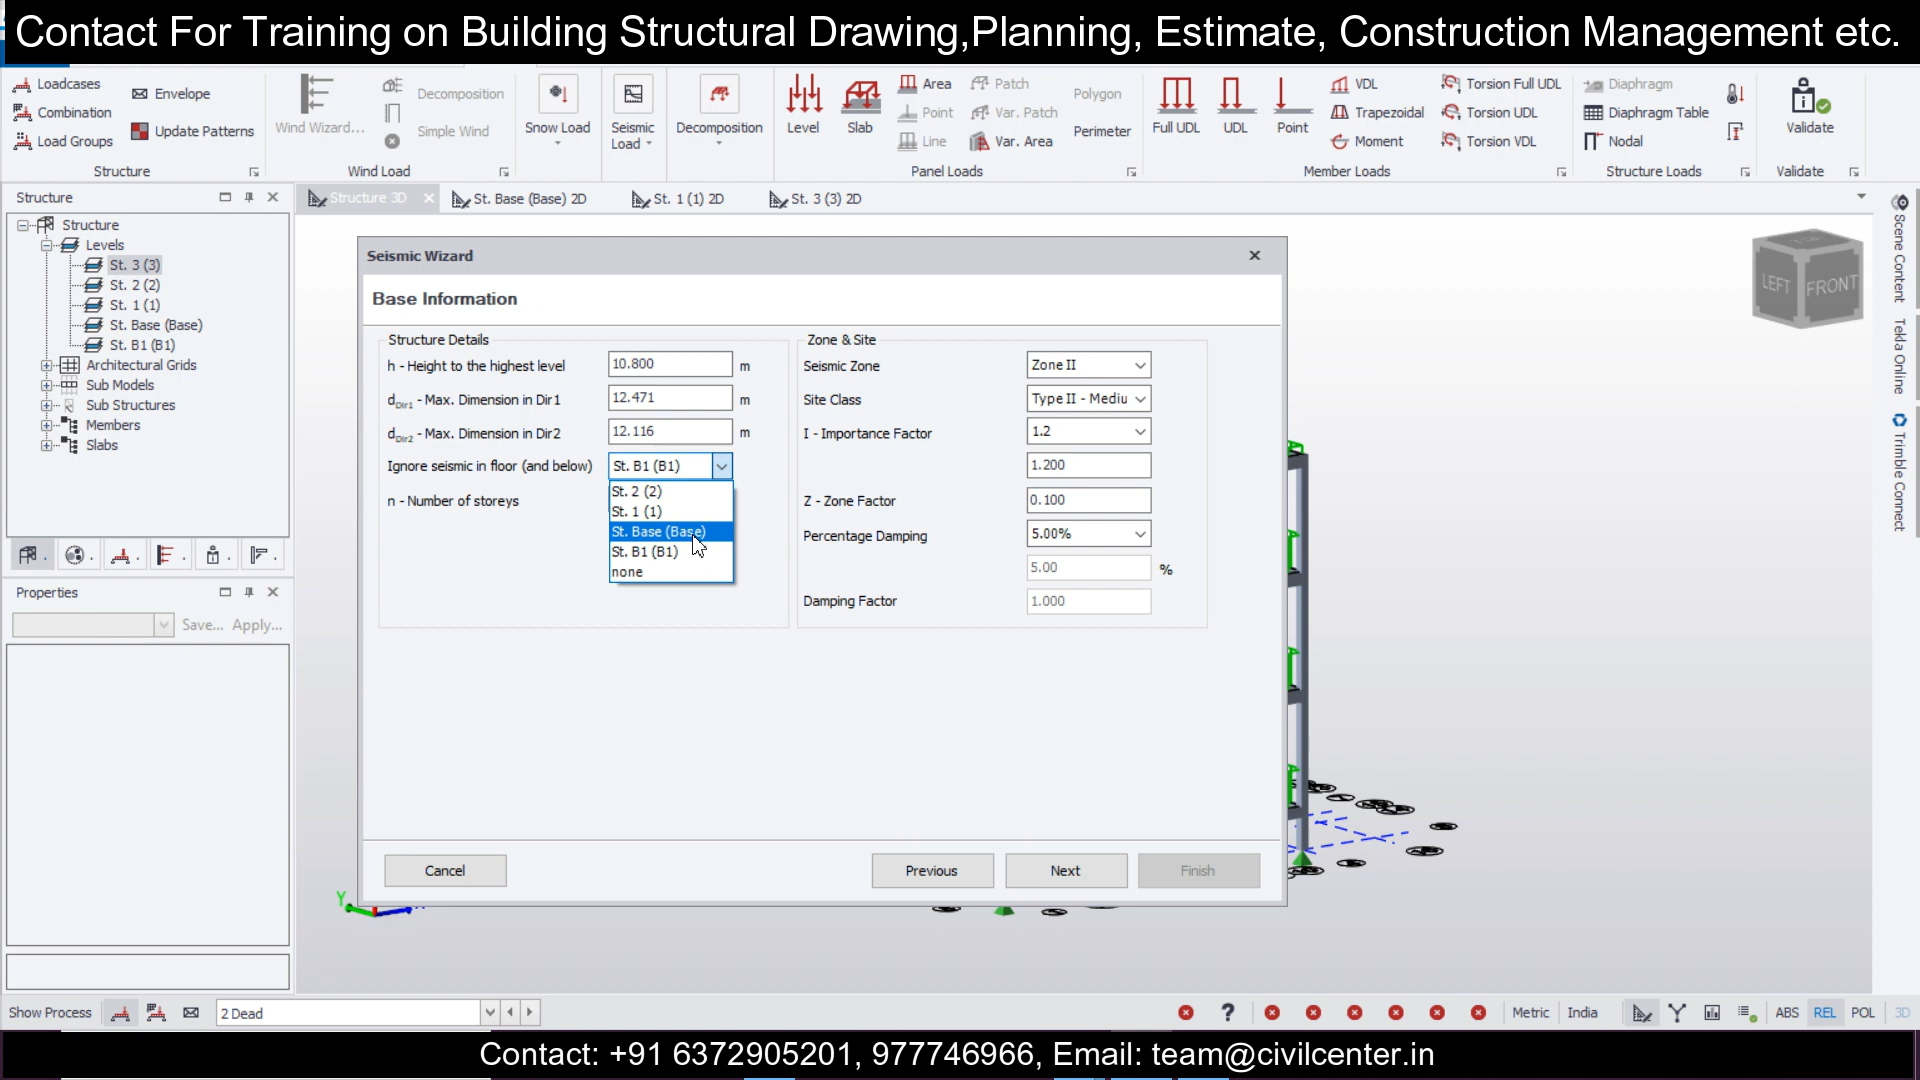 Contact For Training on Building Structural Drawing,Planning, Estimate, Construction Management etc.
Loadcases
Combination
Load Groups
Envelope
Update Patterns
Structure
Wind Wizard...
Decomposition
Simple Wind
Wind Load
Snow Load
Seismic
Load
Decomposition
Level
Slab
Area
Point
Line
Patch
Var. Patch
Var. Area
Polygon
Perimeter
Panel Loads
Full UDL
UDL
Point
VDL
Trapezoidal
Moment
Torsion Full UDL
Torsion UDL
Torsion VDL
Member Loads
Diaphragm
Diaphragm Table
Nodal
Structure Loads
Validate
Validate
Structure
Structure 3D
St. Base (Base) 2D
St. 1 (1) 2D
St. 3 (3) 2D
Structure
Levels
St. 3 (3)
St. 2 (2)
St. 1 (1)
St. Base (Base)
St. B1 (B1)
Architectural Grids
Sub Models
Sub Structures
Members
Slabs
Properties
Save... Apply...
Seismic Wizard
Base Information
Structure Details
h - Height to the highest level 10.800 m
dDir1 - Max. Dimension in Dir1 12.471 m
dDir2 - Max. Dimension in Dir2 12.116 m
Ignore seismic in floor (and below) St. B1 (B1)
n - Number of storeys
St. 2 (2)
St. 1 (1)
St. Base (Base)
St. B1 (B1)
none
Zone & Site
Seismic Zone Zone II
Site Class Type II - Mediu
I - Importance Factor 1.2
1.200
Z - Zone Factor 0.100
Percentage Damping 5.00%
5.00 %
Damping Factor 1.000
Cancel
Previous
Next
Finish
LEFT
FRONT
Scene Content
Tekla Online
Trimble Connect
Y
Show Process
2 Dead
?
Metric
India
ABS
REL
POL
3D
Contact: +91 6372905201, 977746966, Email: team@civilcenter.in